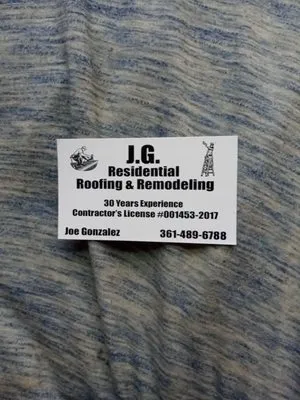 J.G.
Residential
Roofing & Remodeling
30 Years Experience
Contractor's License #001453-2017
Joe Gonzalez 361-489-6788